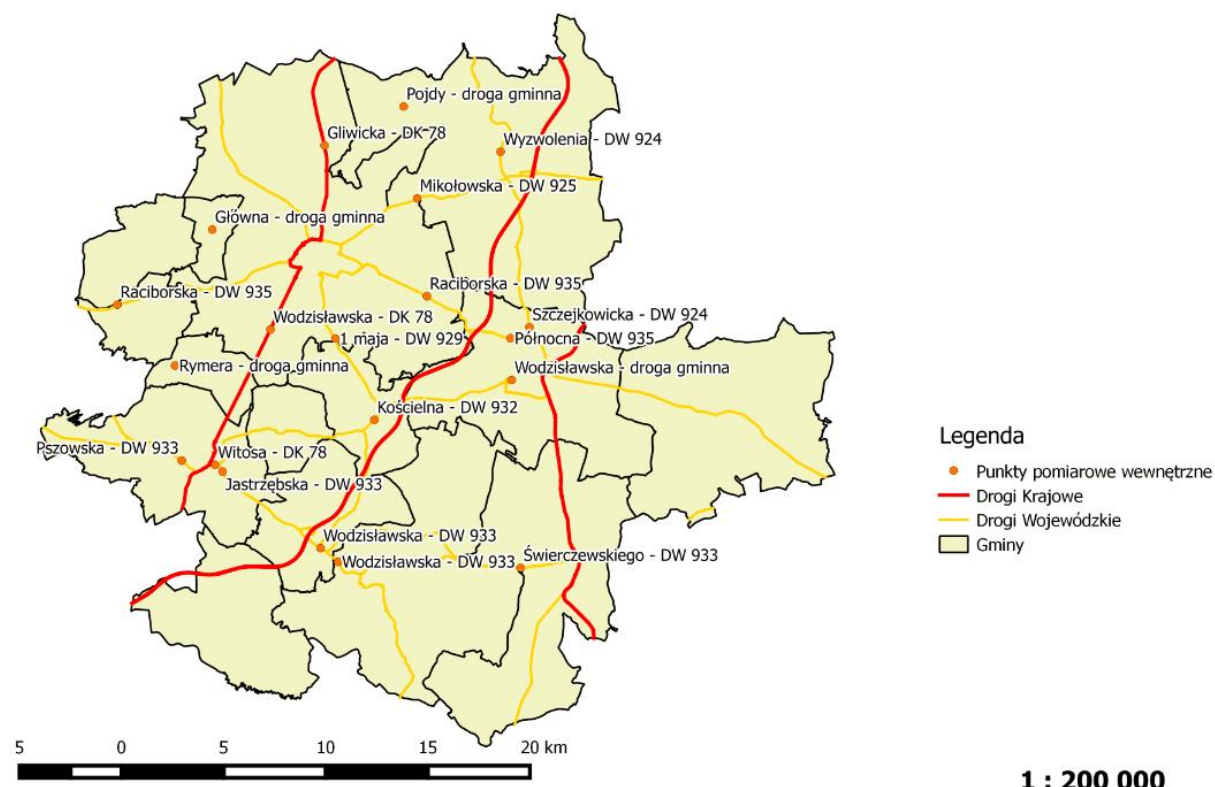 Pojdy - droga gminna
Gliwicka - DK 78
Wyzwolenia - DW 924
Mikołowska - DW 925
Główna - droga gminna
Raciborska - DW 935
Raciborska - DW 935
Wodzisławska - DK 78
Szczejkowicka - DW 924
1 maja - DW 929
Północna - DW 935
Rymera - droga gminna
Wodzisławska - droga gminna
Kościelna - DW 932
Pszowska - DW 933
Witosa - DK 78
Jastrzębska - DW 933
Wodzisławska - DW 933
Wodzisławska - DW 933
Świerczewskiego - DW 933
Legenda
Punkty pomiarowe wewnętrzne
Drogi Krajowe
Drogi Wojewódzkie
Gminy
5 0 5 10 15 20 km
1 : 200 000